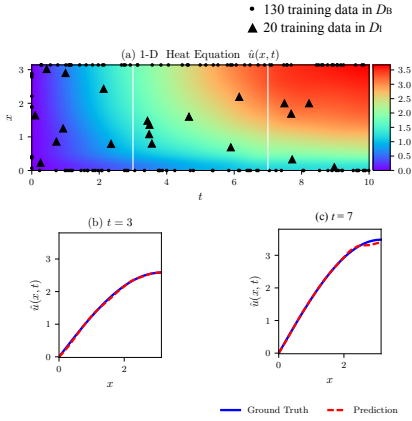 130 training data in D_B
20 training data in D_I
(a) 1-D Heat Equation û(x, t)
3
2
1
0
x
0
2
4
6
8
10
t
3.5
3.0
2.5
2.0
1.5
1.0
0.5
0.0
(b) t = 3
3
2
1
0
û(x, t)
0
2
x
(c) t = 7
3
2
1
0
û(x, t)
0
2
x
Ground Truth
Prediction